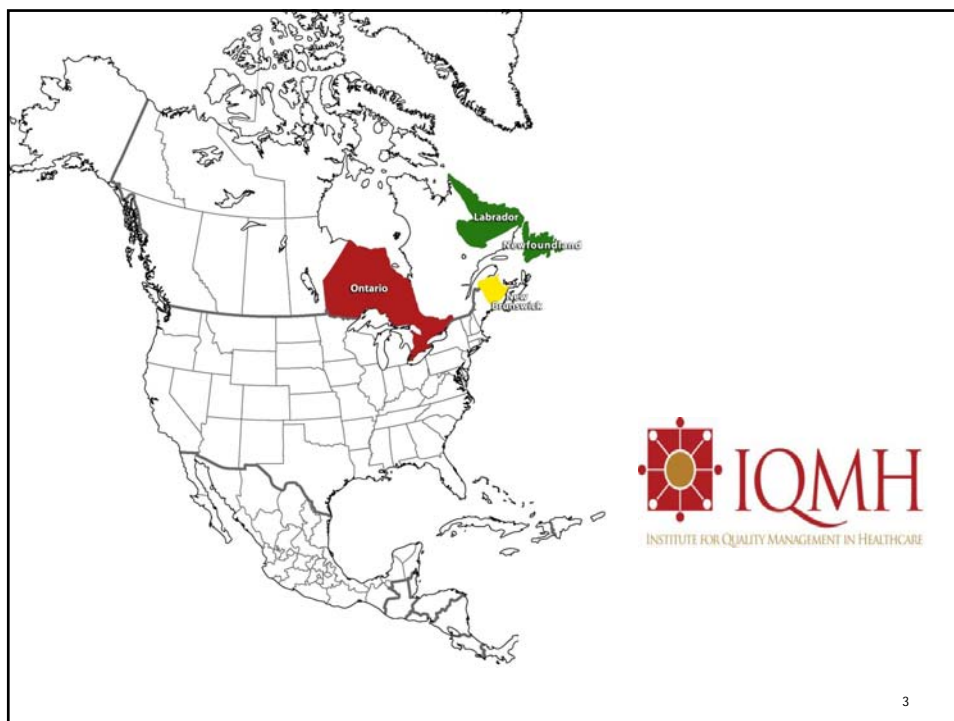 Labrador
Newfoundland
Ontario
New
Brunswick
IQMH
INSTITUTE FOR QUALITY MANAGEMENT IN HEALTHCARE
3